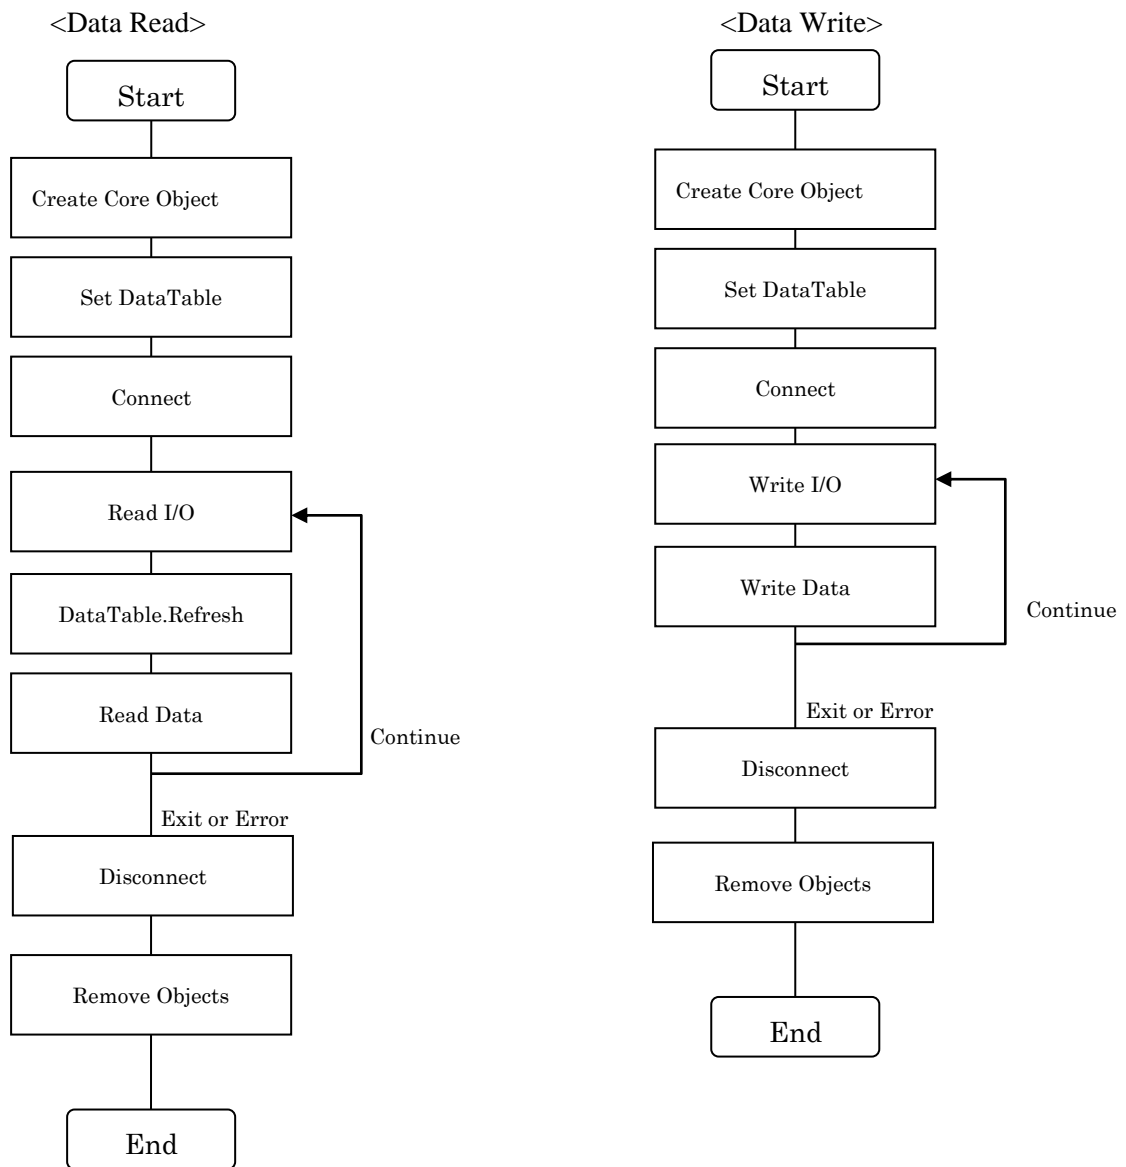 <Data Read>
Start
Create Core Object
Set DataTable
Connect
Read I/O
DataTable.Refresh
Read Data
Continue
Exit or Error
Disconnect
Remove Objects
End
<Data Write>
Start
Create Core Object
Set DataTable
Connect
Write I/O
Write Data
Continue
Exit or Error
Disconnect
Remove Objects
End